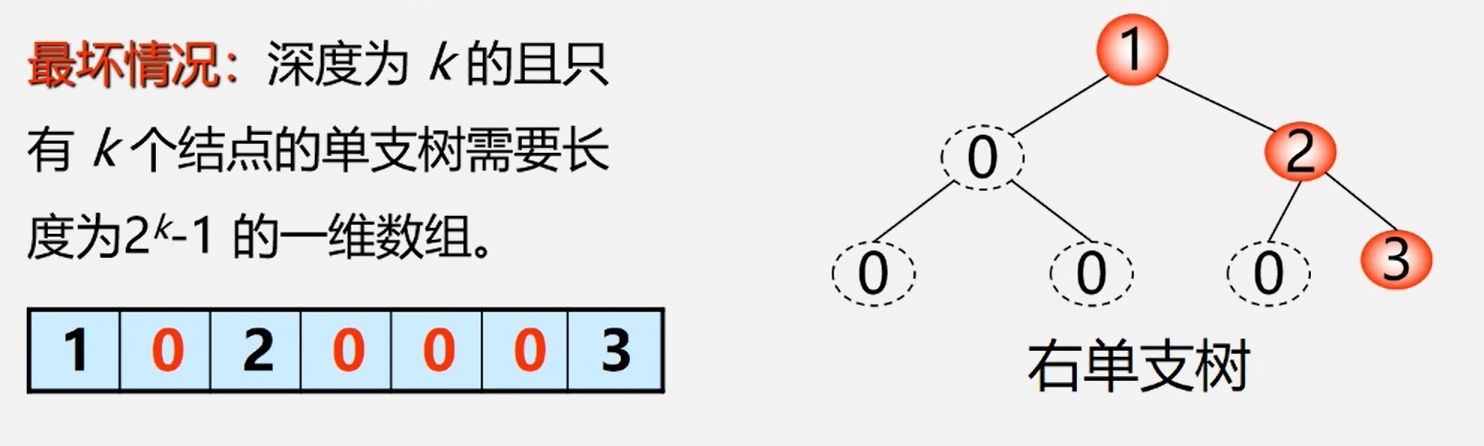 最坏情况：深度为 k 的且只
有 k 个结点的单支树需要长
度为2ᵏ-1 的一维数组。
1 0 2 0 0 0 3
1
0 2
0 0 0 3
右单支树